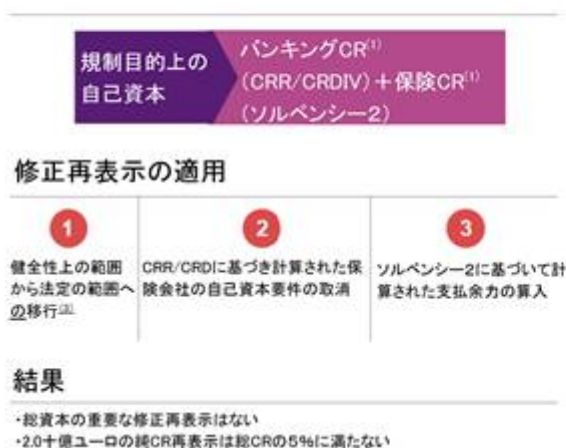 規制目的上の
自己資本
バンキングCR⁽¹⁾
(CRR/CRDIV)+保険CR⁽¹⁾
(ソルベンシー2)
修正再表示の適用
1
健全性上の範囲
から法定の範囲へ
の移行
2
CRR/CRDに基づき計算された保
険会社の自己資本要件の取消
3
ソルベンシー2に基づいて計
算された支払余力の算入
結果
・総資本の重要な修正再表示はない
・2.0十億ユーロの純CR再表示は総CRの5%に満たない